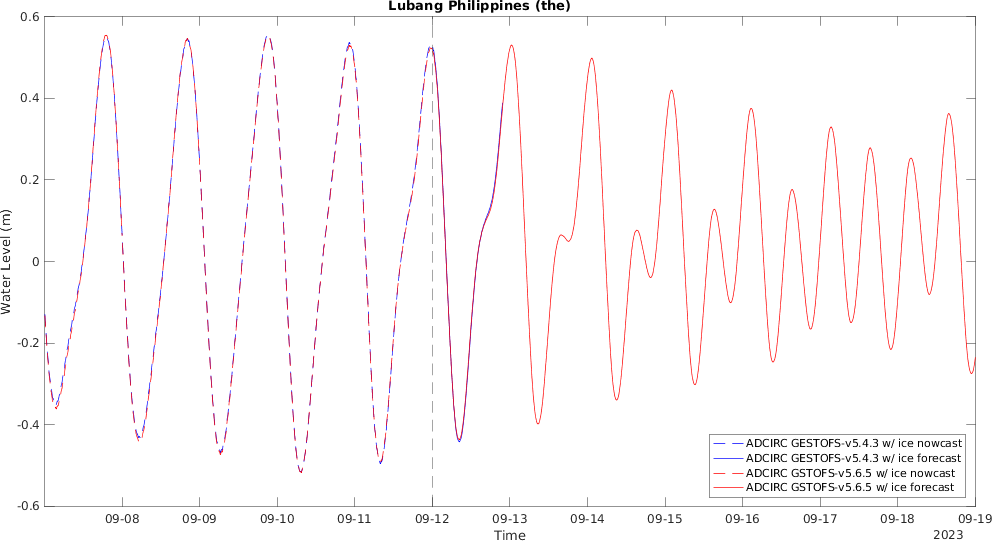 Lubang Philippines (the)
0.6
0.4
0.2
0
-0.2
-0.4
-0.6
Water Level (m)
09-08 09-09 09-10 09-11 09-12 09-13 09-14 09-15 09-16 09-17 09-18 09-19
Time
2023
ADCIRC GESTOFS-v5.4.3 w/ ice nowcast
ADCIRC GESTOFS-v5.4.3 w/ ice forecast
ADCIRC GSTOFS-v5.6.5 w/ ice nowcast
ADCIRC GSTOFS-v5.6.5 w/ ice forecast